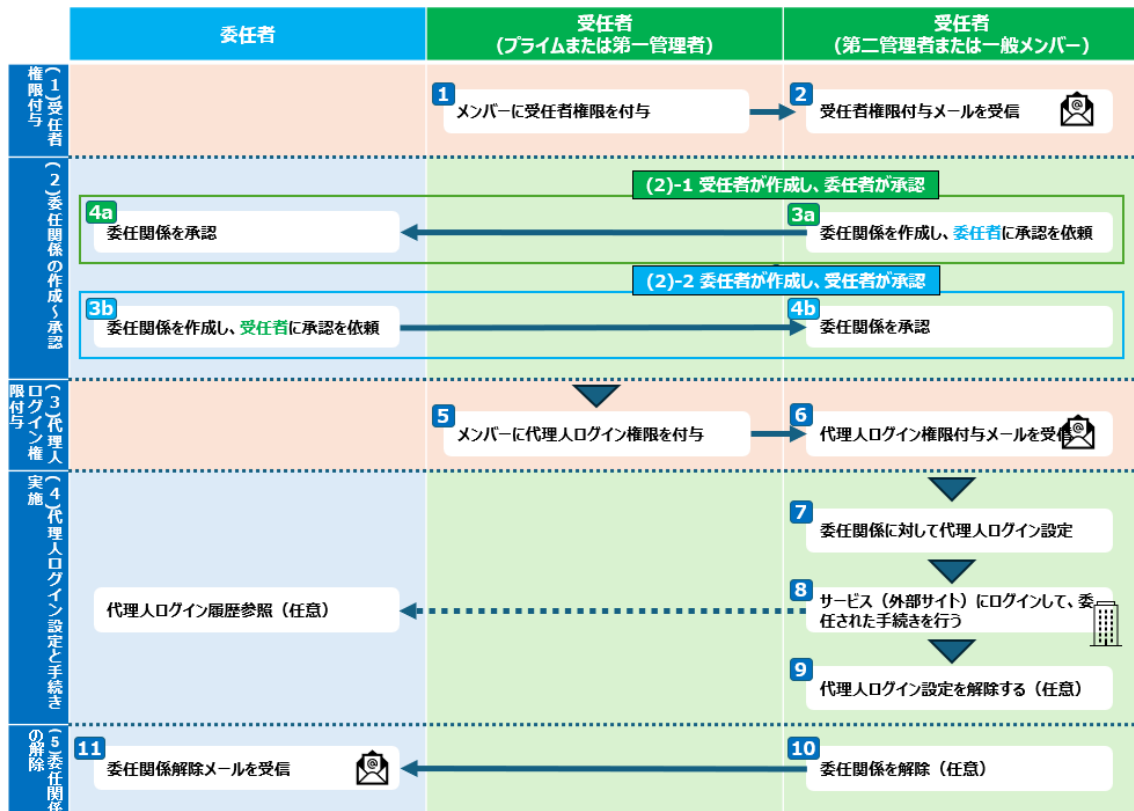 委任者
受任者
(プライムまたは第一管理者)
受任者
(第二管理者または一般メンバー)
(1)受任者
権限付与
1
メンバーに受任者権限を付与
2
受任者権限付与メールを受信
(2)委任関係の作成～承認
(2)-1 受任者が作成し、委任者が承認
4a
委任関係を承認
3a
委任関係を作成し、委任者に承認を依頼
(2)-2 委任者が作成し、受任者が承認
3b
委任関係を作成し、受任者に承認を依頼
4b
委任関係を承認
(3)代理人
ログイン権
限付与
5
メンバーに代理人ログイン権限を付与
6
代理人ログイン権限付与メールを受信
(4)代理人ログイン設定と手続き
実施
7
委任関係に対して代理人ログイン設定
代理人ログイン履歴参照（任意）
8
サービス（外部サイト）にログインして、委
任された手続きを行う
9
代理人ログイン設定を解除する（任意）
(5)委任関係
の解除
11
委任関係解除メールを受信
10
委任関係を解除（任意）